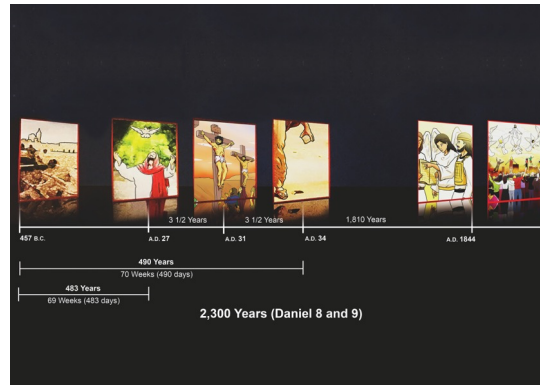 3 1/2 Years
3 1/2 Years
1,810 Years
457 B.C.
A.D. 27
A.D. 31
A.D. 34
A.D. 1844
490 Years
70 Weeks (490 days)
483 Years
69 Weeks (483 days)
2,300 Years (Daniel 8 and 9)